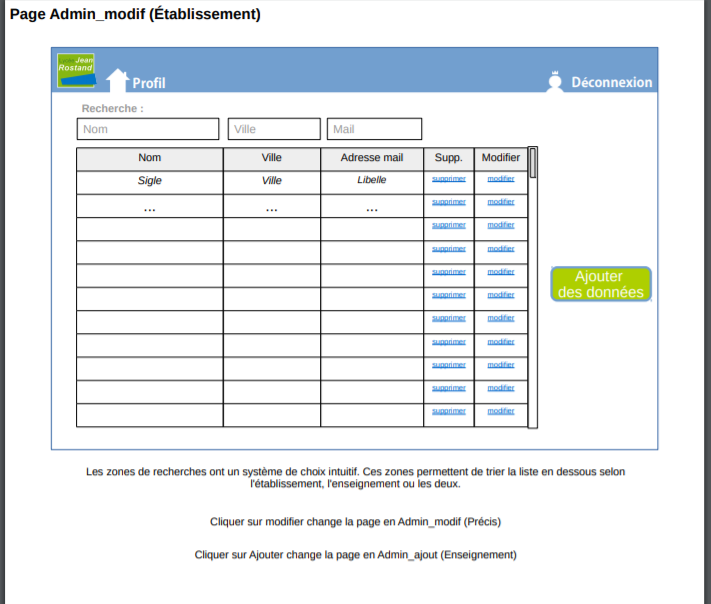 Page Admin_modif (Établissement)
Jean
Rostand
Profil
Déconnexion
Recherche :
Nom Ville Mail
Nom Ville Adresse mail Supp. Modifier
Sigle Ville Libelle supprimer modifier
... ... ... supprimer modifier
supprimer modifier
supprimer modifier
supprimer modifier
supprimer modifier
supprimer modifier
supprimer modifier
supprimer modifier
supprimer modifier
supprimer modifier
Ajouter
des données
Les zones de recherches ont un système de choix intuitif. Ces zones permettent de trier la liste en dessous selon
l'établissement, l'enseignement ou les deux.
Cliquer sur modifier change la page en Admin_modif (Précis)
Cliquer sur Ajouter change la page en Admin_ajout (Enseignement)